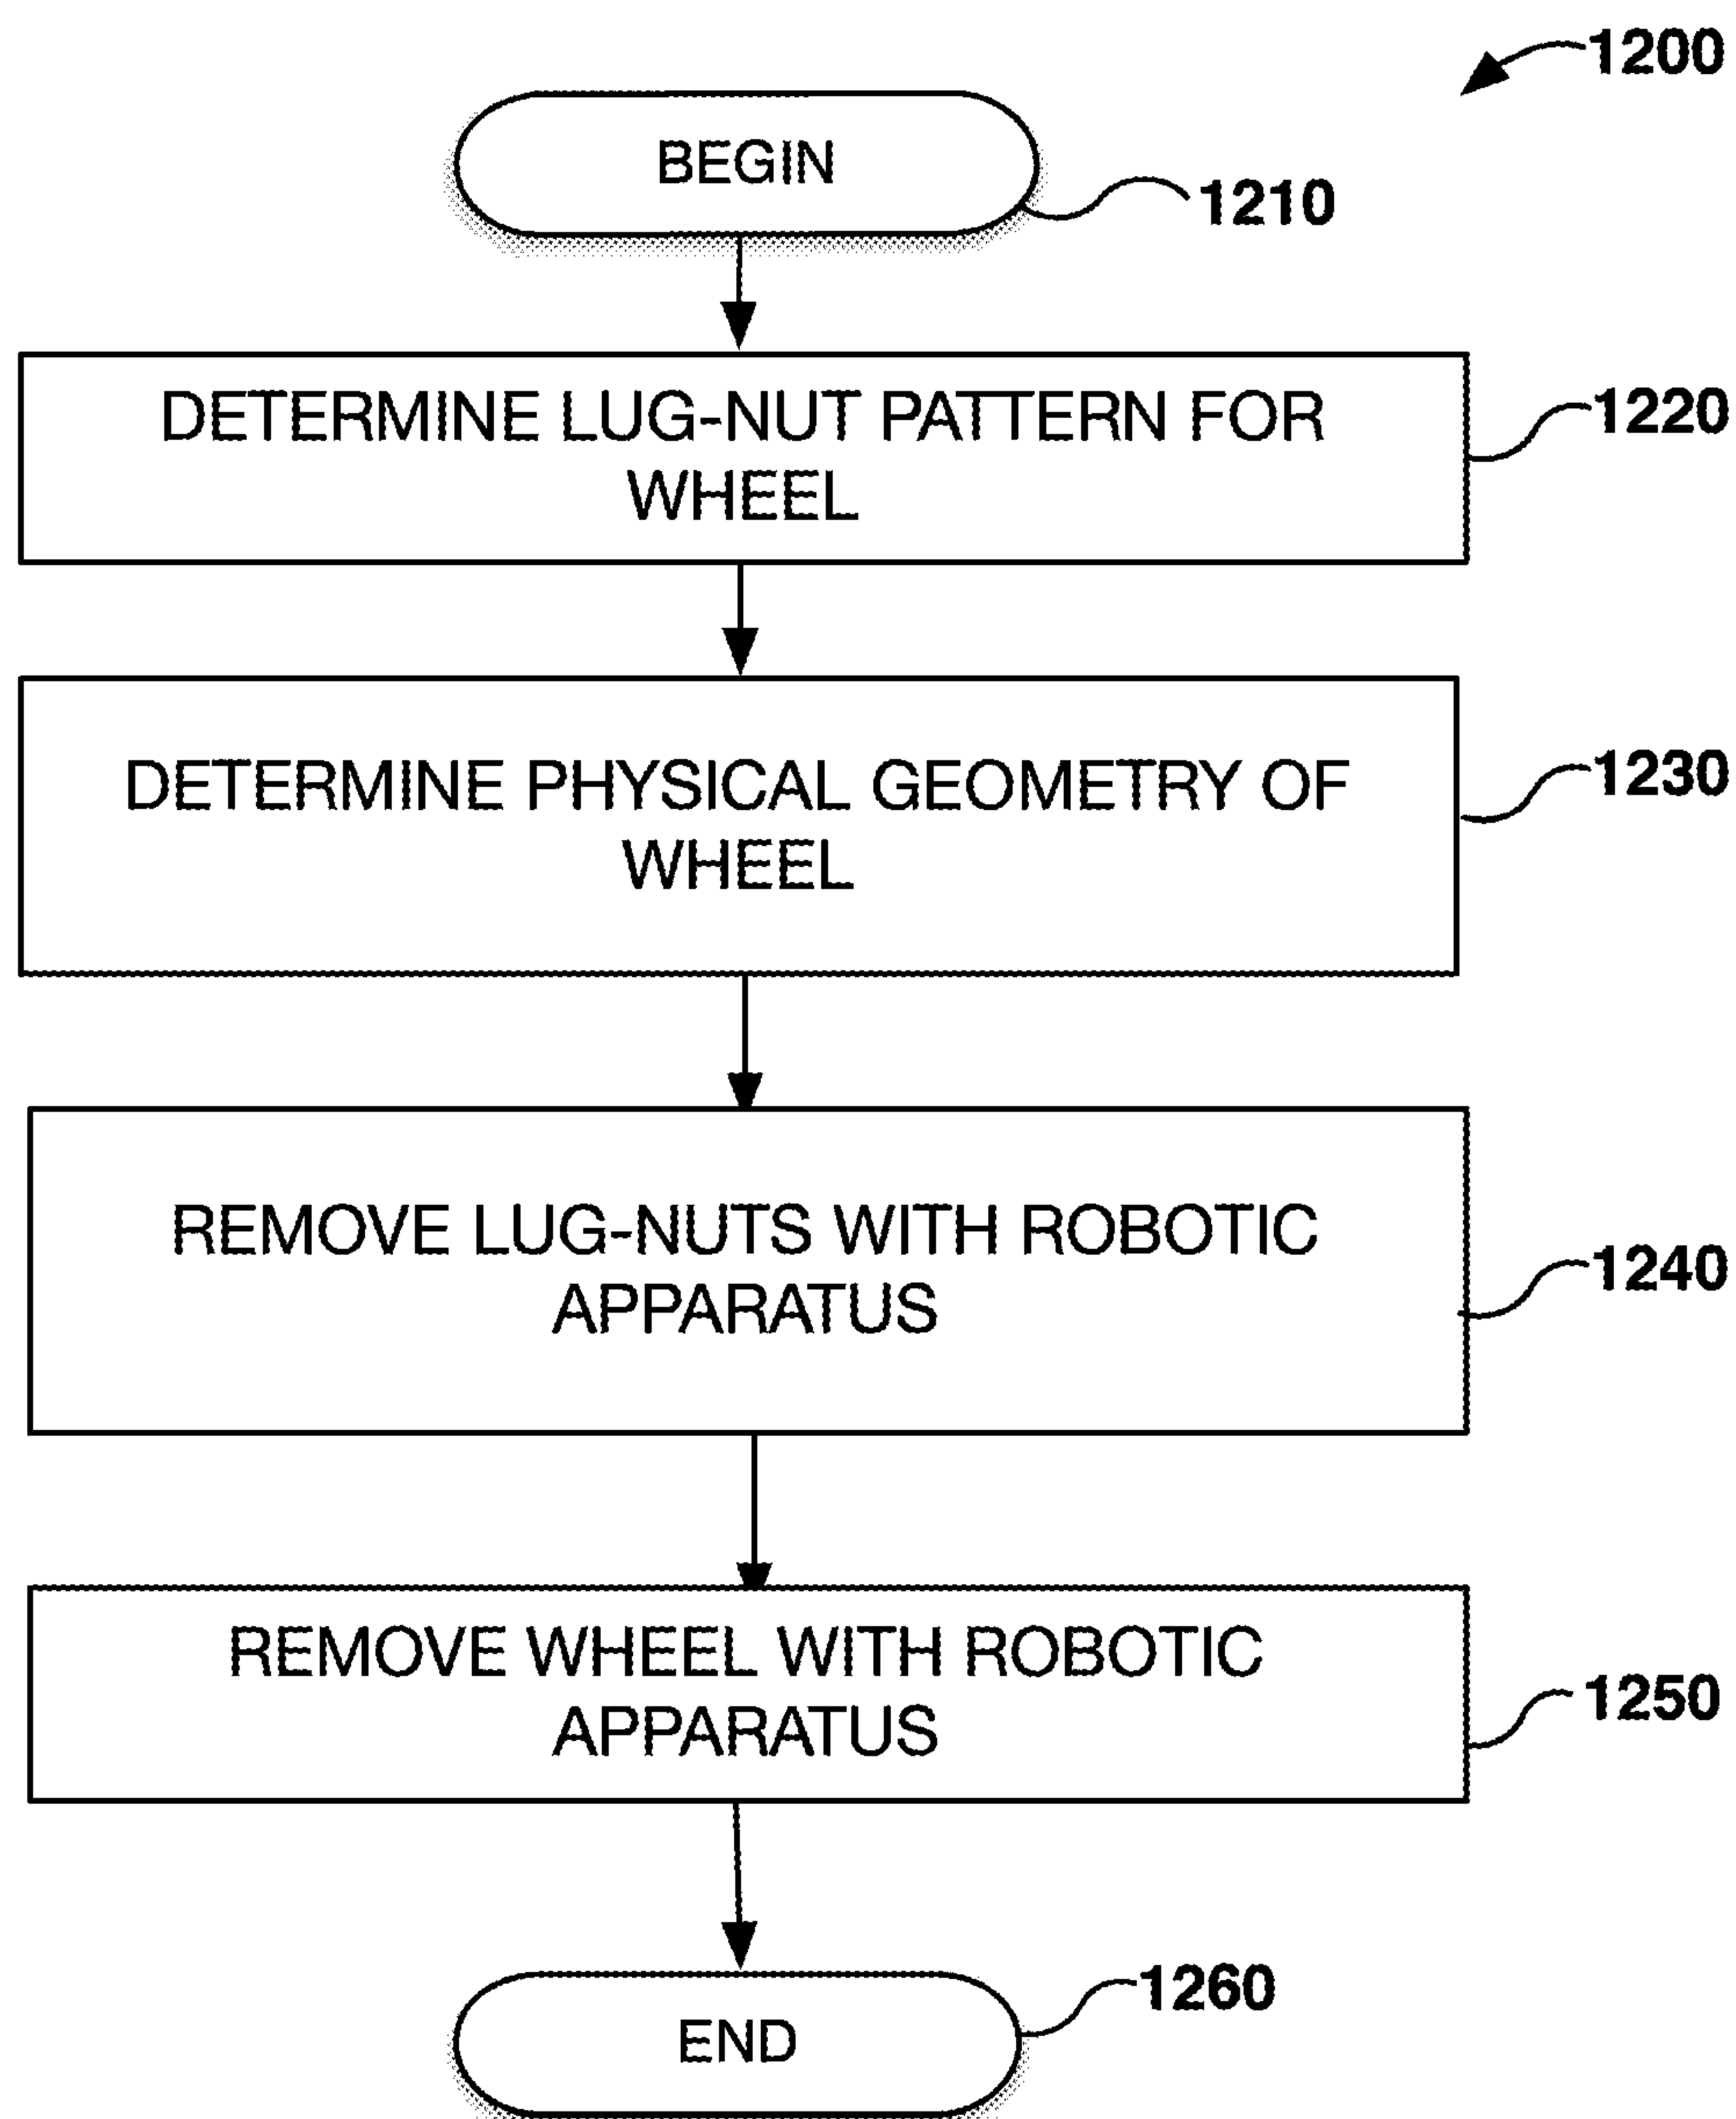 1200
BEGIN
1210
DETERMINE LUG-NUT PATTERN FOR
WHEEL
1220
DETERMINE PHYSICAL GEOMETRY OF
WHEEL
1230
REMOVE LUG-NUTS WITH ROBOTIC
APPARATUS
1240
REMOVE WHEEL WITH ROBOTIC
APPARATUS
1250
END
1260